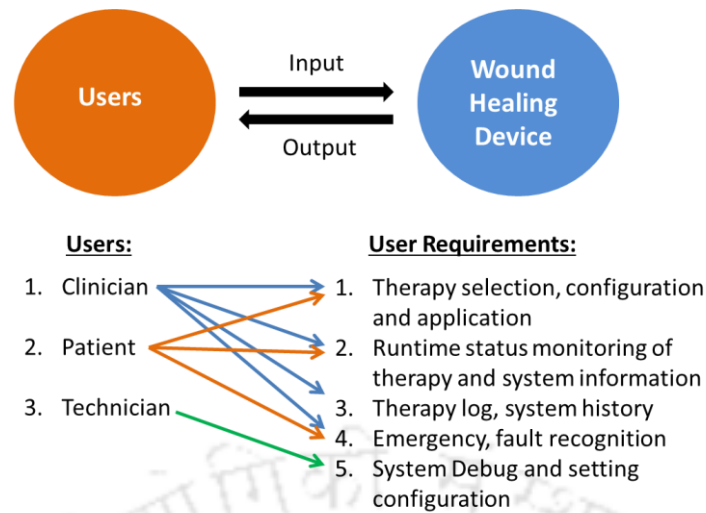 Users
Input
Output
Wound
Healing
Device
Users:
1. Clinician
2. Patient
3. Technician
User Requirements:
1. Therapy selection, configuration
and application
2. Runtime status monitoring of
therapy and system information
3. Therapy log, system history
4. Emergency, fault recognition
5. System Debug and setting
configuration